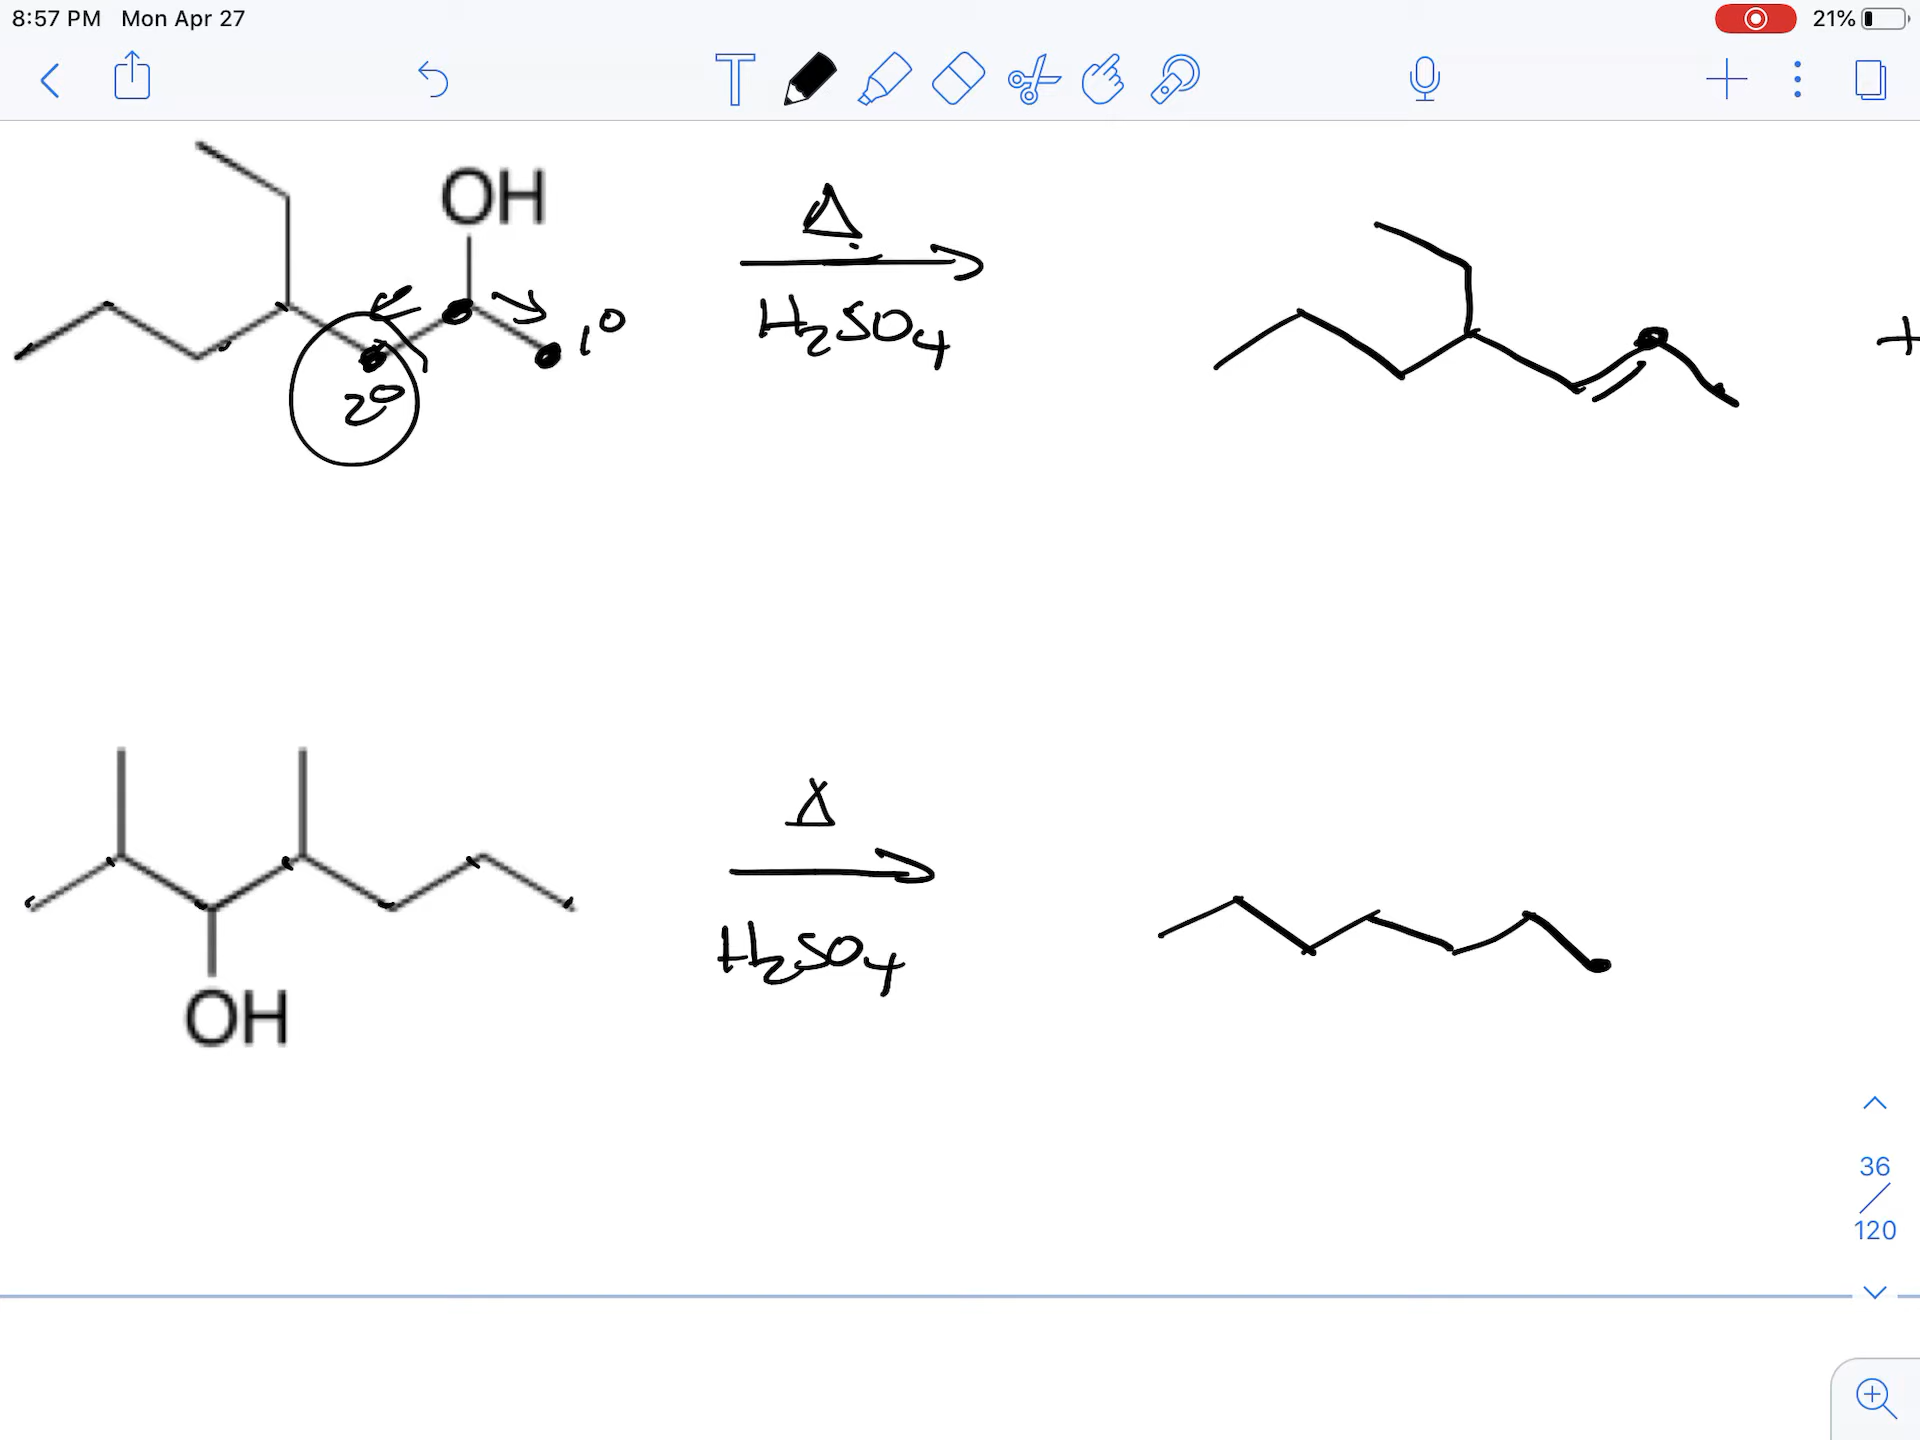 8:57 PM Mon Apr 27
21%
T
OH
Δ
H₂SO₄
1°
2°
+
Δ
H₂SO₄
OH
36
/
120